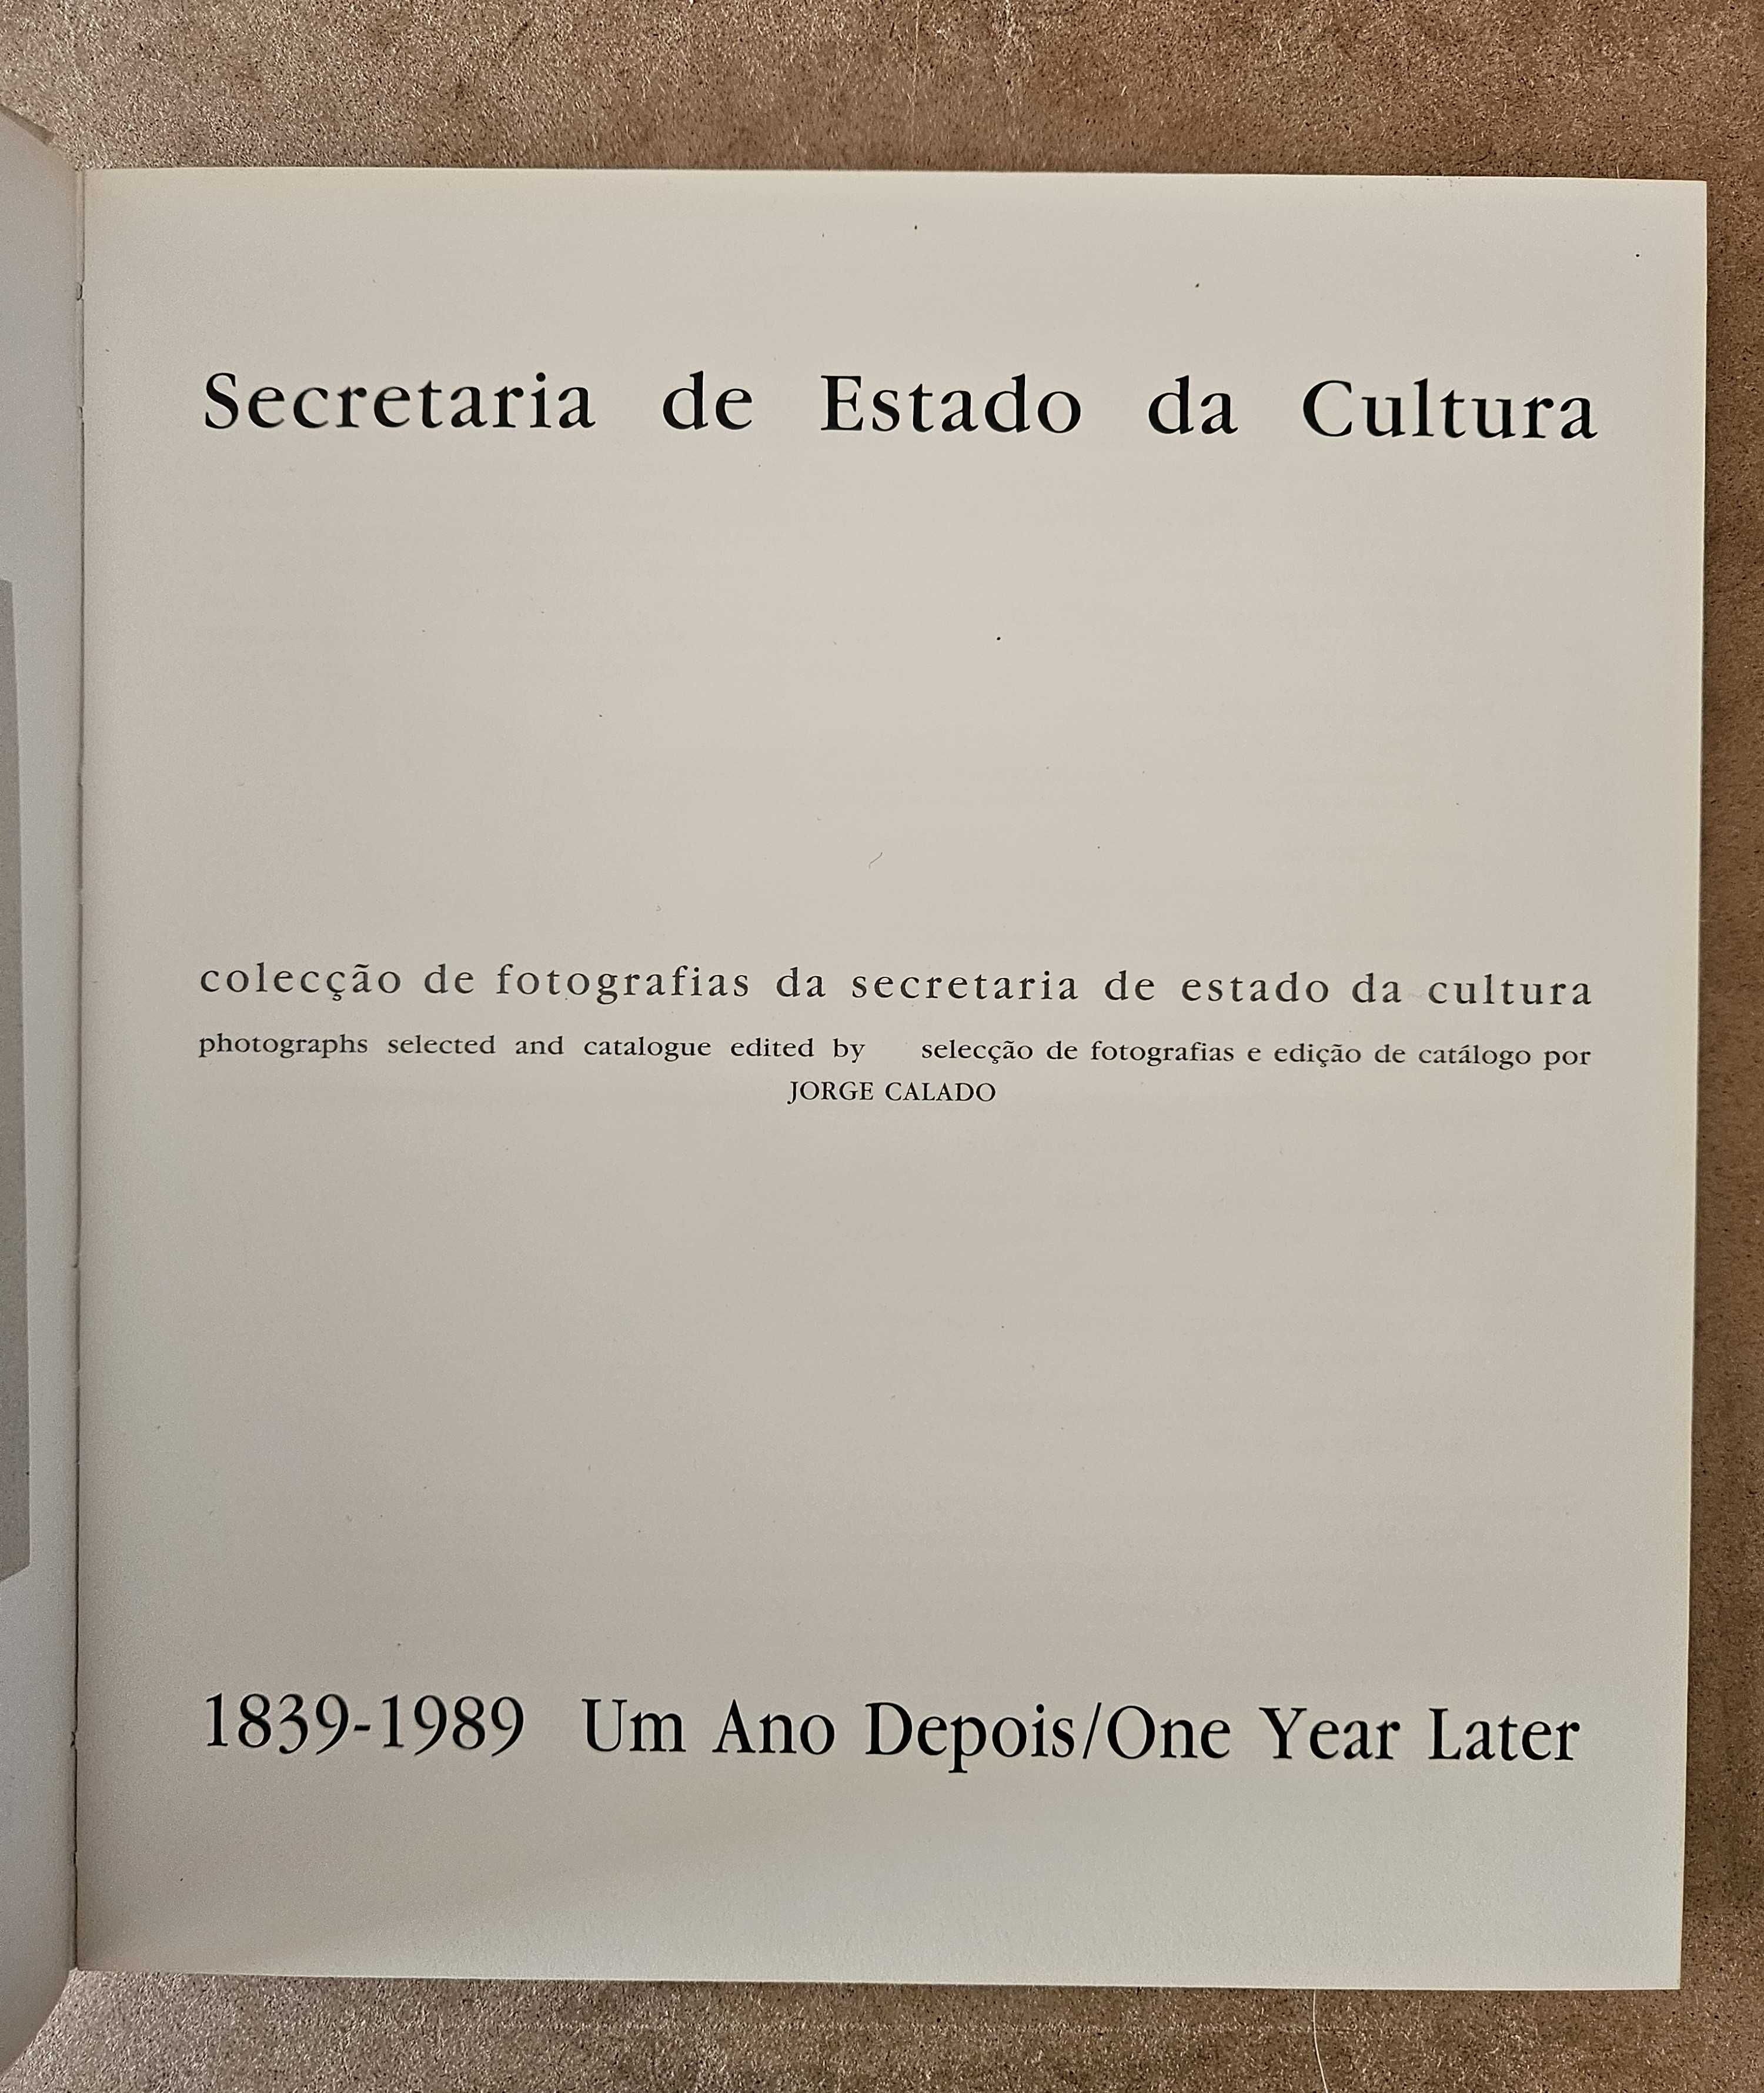 Secretaria de Estado da Cultura
colecção de fotografias da secretaria de estado da cultura
photographs selected and catalogue edited by selecção de fotografias e edição de catálogo por
JORGE CALADO
1839-1989 Um Ano Depois/One Year Later